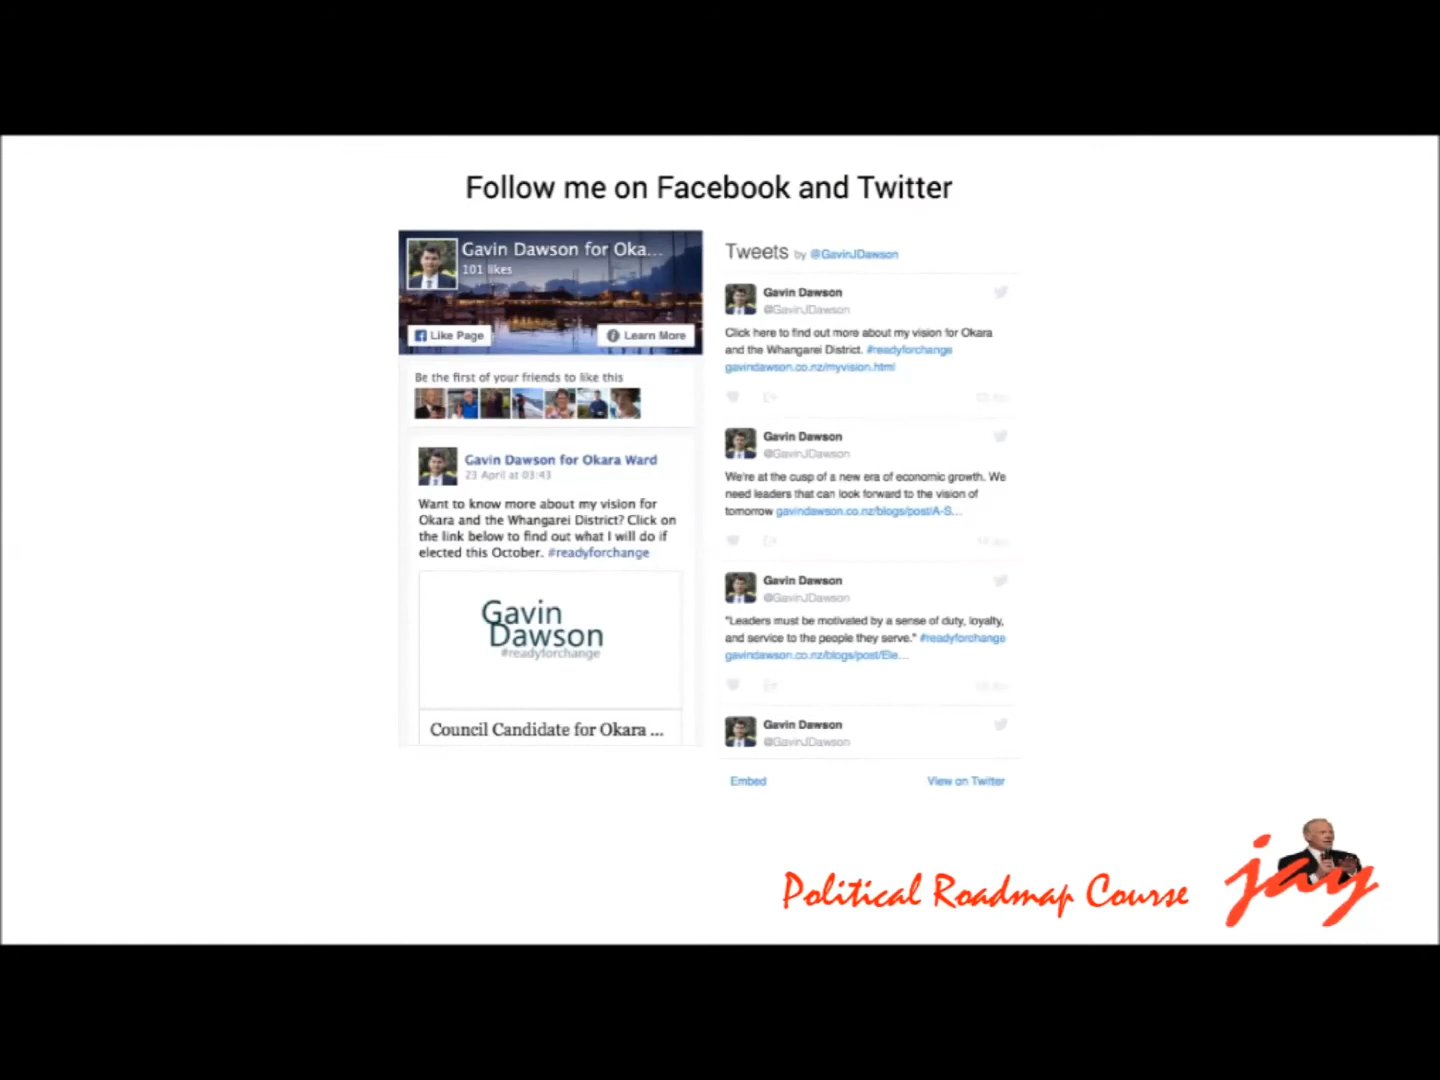 Follow me on Facebook and Twitter
Gavin Dawson for Oka...
101 likes
Like Page
Learn More
Be the first of your friends to like this
Gavin Dawson for Okara Ward
23 April at 03:43
Want to know more about my vision for
Okara and the Whangarei District? Click on
the link below to find out what I will do if
elected this October. #readyforchange
Gavin
Dawson
#readyforchange
Council Candidate for Okara ...
Tweets by @GavinJDawson
Gavin Dawson
@GavinJDawson
Click here to find out more about my vision for Okara
and the Whangarei District. #readyforchange
gavindawson.co.nz/myvision.html
Gavin Dawson
@GavinJDawson
We're at the cusp of a new era of economic growth. We
need leaders that can look forward to the vision of
tomorrow gavindawson.co.nz/blogs/post/A-S...
Gavin Dawson
@GavinJDawson
"Leaders must be motivated by a sense of duty, loyalty,
and service to the people they serve." #readyforchange
gavindawson.co.nz/blogs/post/Ele...
Gavin Dawson
@GavinJDawson
Embed
View on Twitter
Political Roadmap Course
jay